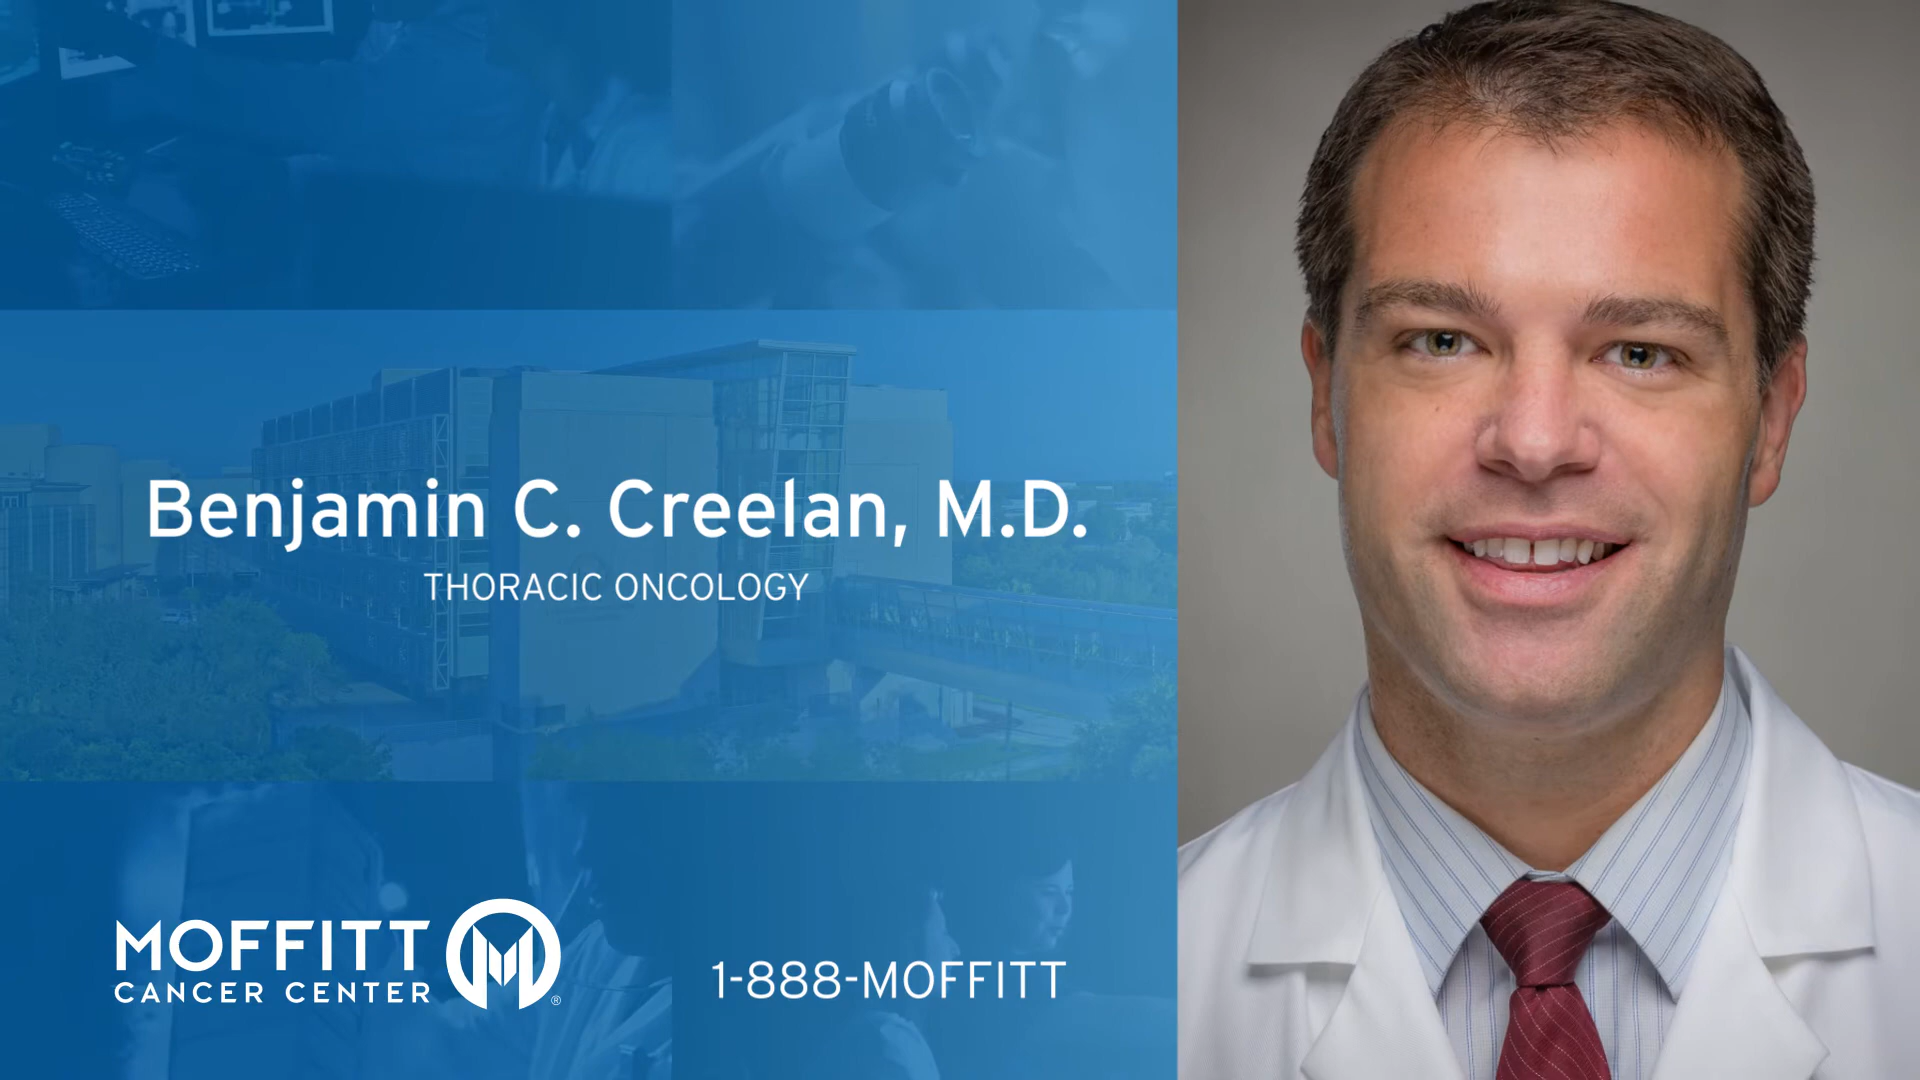 Benjamin C. Creelan, M.D.
THORACIC ONCOLOGY
MOFFITT
CANCER CENTER
®
1-888-MOFFITT